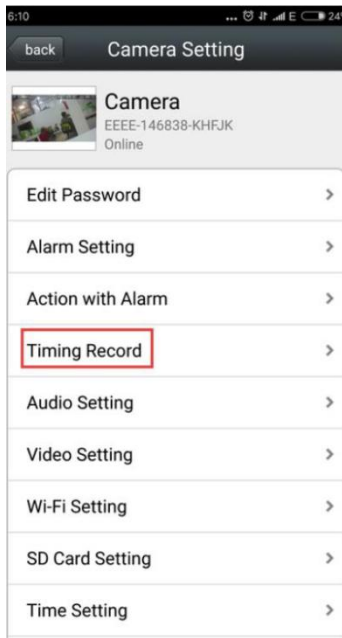 6:10 ... E 24
back Camera Setting
Camera
EEEE-146838-KHFJK
Online
Edit Password
Alarm Setting
Action with Alarm
Timing Record
Audio Setting
Video Setting
Wi-Fi Setting
SD Card Setting
Time Setting